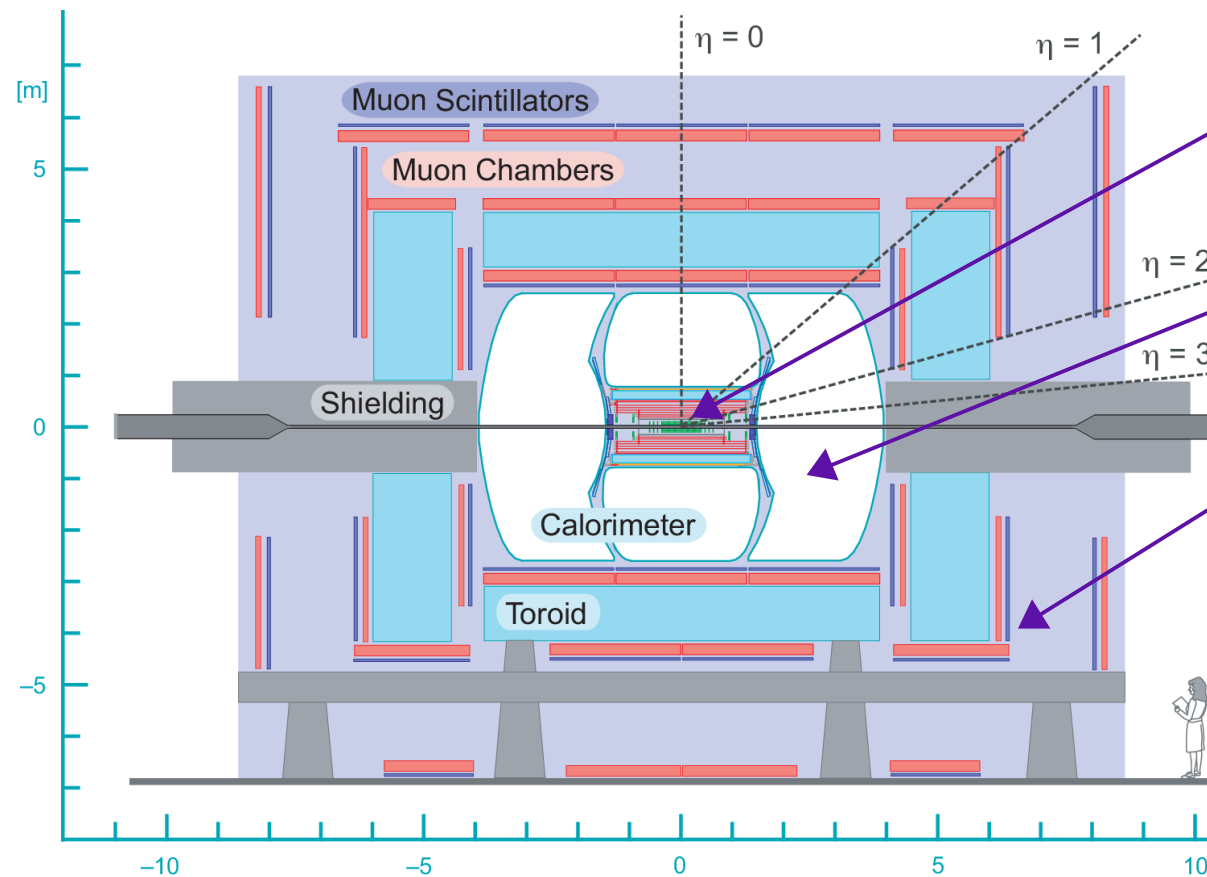 η = 0
η = 1
[m]
Muon Scintillators
5
Muon Chambers
η = 2
η = 3
Shielding
0
Calorimeter
Toroid
–5
–10
–5
0
5
10